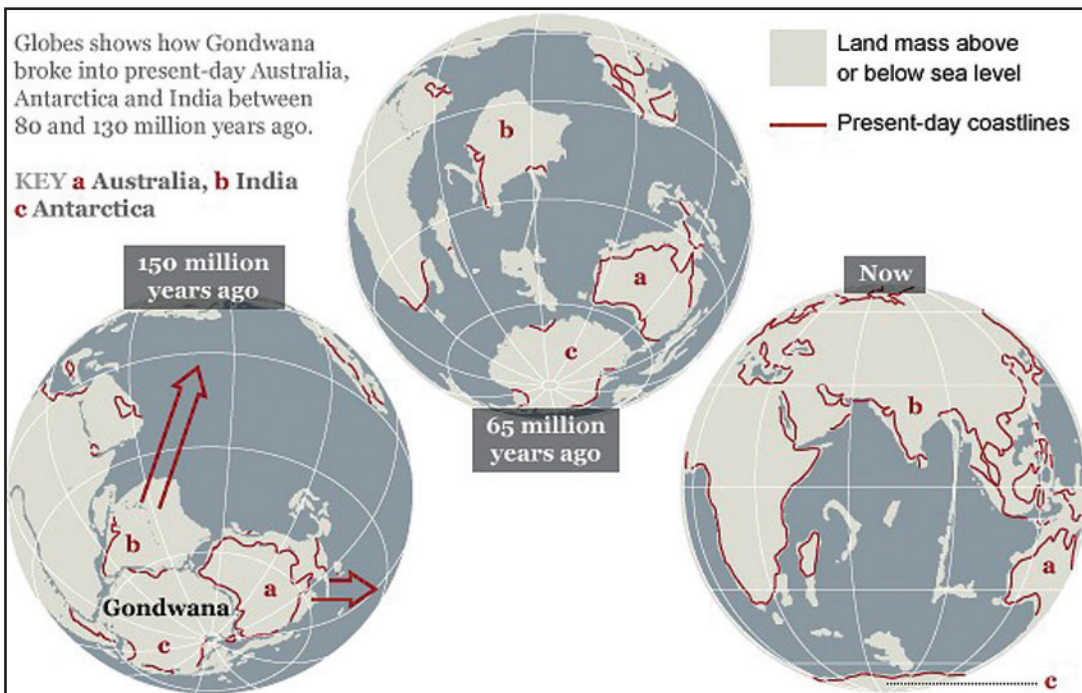 Globes shows how Gondwana
broke into present-day Australia,
Antarctica and India between
80 and 130 million years ago.
KEY a Australia, b India
c Antarctica
Land mass above
or below sea level
Present-day coastlines
150 million
years ago
b
a
Gondwana
c
b
a
c
65 million
years ago
Now
b
a
c